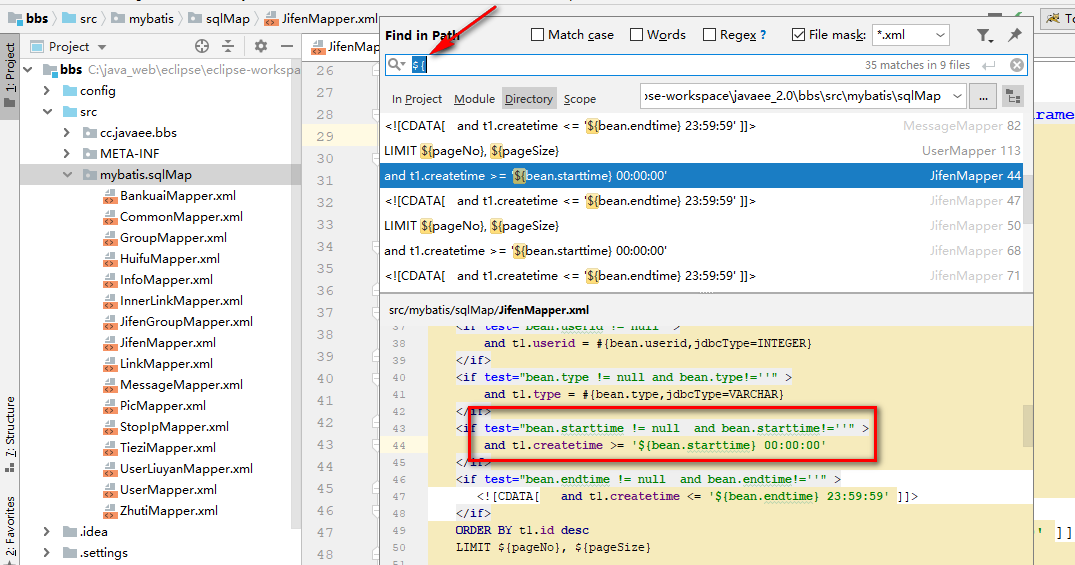 bbs
src
mybatis
sqlMap
JifenMapper.xml
To
1: Project
7: Structure
2: Favorites
Project
bbs C:\java_web\eclipse\eclipse-workspa
config
src
cc.javaee.bbs
META-INF
mybatis.sqlMap
BankuaiMapper.xml
CommonMapper.xml
GroupMapper.xml
HuifuMapper.xml
InfoMapper.xml
InnerLinkMapper.xml
JifenGroupMapper.xml
JifenMapper.xml
LinkMapper.xml
MessageMapper.xml
PicMapper.xml
StopIpMapper.xml
TieziMapper.xml
UserLiuyanMapper.xml
UserMapper.xml
ZhutiMapper.xml
.idea
.settings
JifenMap
26
27
28
29
30
31
32
33
34
35
36
37
38
39
40
41
42
43
44
45
46
47
48
Find in Path
Match case
Words
Regex ?
File mask:
*.xml
${
35 matches in 9 files
In Project
Module
Directory
Scope
ose-workspace\javaee_2.0\bbs\src\mybatis\sqlMap
...
<![CDATA[ and t1.createtime <= '${bean.endtime} 23:59:59' ]]> MessageMapper 82
LIMIT ${pageNo}, ${pageSize} UserMapper 113
and t1.createtime >= '${bean.starttime} 00:00:00' JifenMapper 44
<![CDATA[ and t1.createtime <= '${bean.endtime} 23:59:59' ]]> JifenMapper 47
LIMIT ${pageNo}, ${pageSize} JifenMapper 50
and t1.createtime >= '${bean.starttime} 00:00:00' JifenMapper 68
<![CDATA[ and t1.createtime <= '${bean.endtime} 23:59:59' ]]> JifenMapper 71
src/mybatis/sqlMap/JifenMapper.xml
37 <if test="bean.userid != null" >
38 and t1.userid = #{bean.userid,jdbcType=INTEGER}
39 </if>
40 <if test="bean.type != null and bean.type!=''" >
41 and t1.type = #{bean.type,jdbcType=VARCHAR}
42 </if>
43 <if test="bean.starttime != null and bean.starttime!=''" >
44 and t1.createtime >= '${bean.starttime} 00:00:00'
45 </if>
46 <if test="bean.endtime != null and bean.endtime!=''" >
47 <![CDATA[ and t1.createtime <= '${bean.endtime} 23:59:59' ]]>
48 </if>
49 ORDER BY t1.id desc
50 LIMIT ${pageNo}, ${pageSize}
rame
' ]]